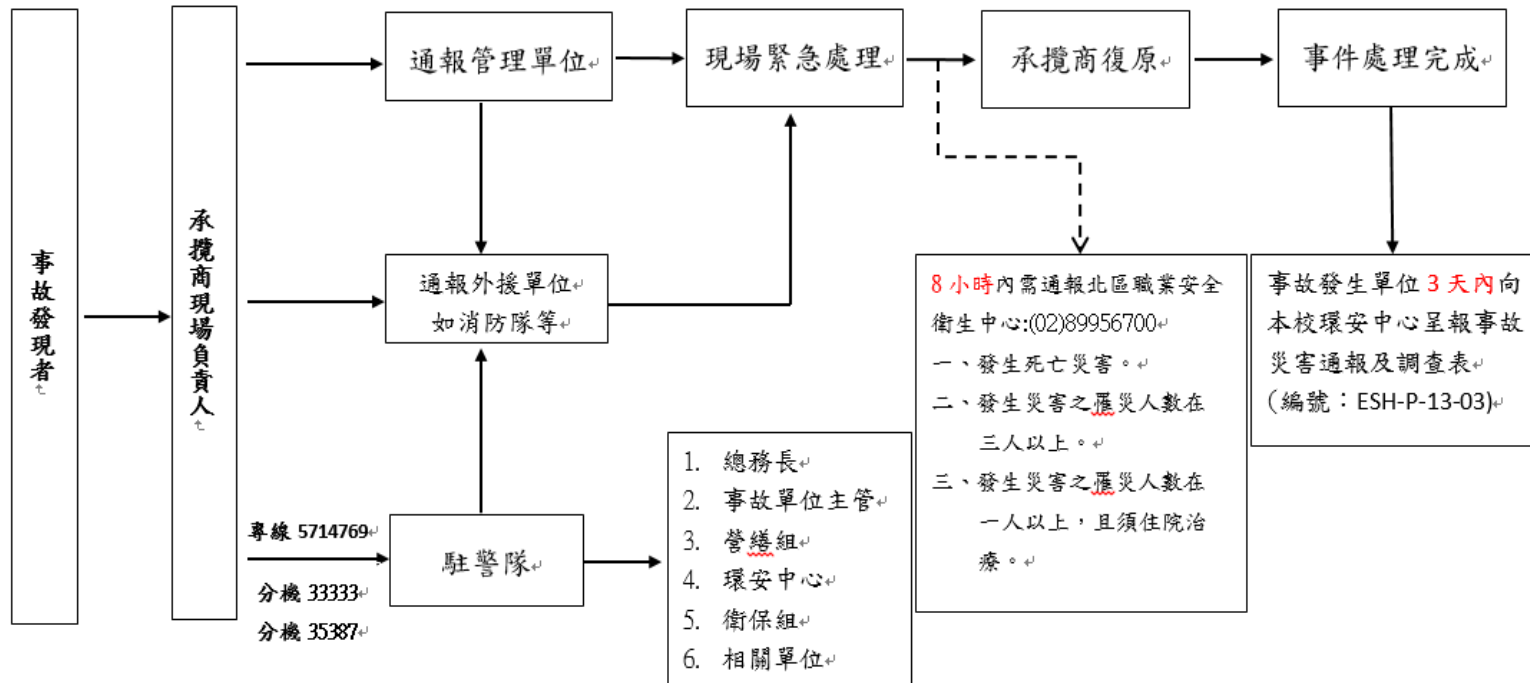 事故發現者
承攬商現場負責人
通報管理單位
現場緊急處理
承攬商復原
事件處理完成
通報外援單位
如消防隊等
專線 5714769
分機 33333
分機 35387
駐警隊
1. 總務長
2. 事故單位主管
3. 營繕組
4. 環安中心
5. 衛保組
6. 相關單位
8 小時內需通報北區職業安全
衛生中心:(02)89956700
一、發生死亡災害。
二、發生災害之罹災人數在
三人以上。
三、發生災害之罹災人數在
一人以上，且須住院治
療。
事故發生單位 3 天內向
本校環安中心呈報事故
災害通報及調查表
（編號：ESH-P-13-03)